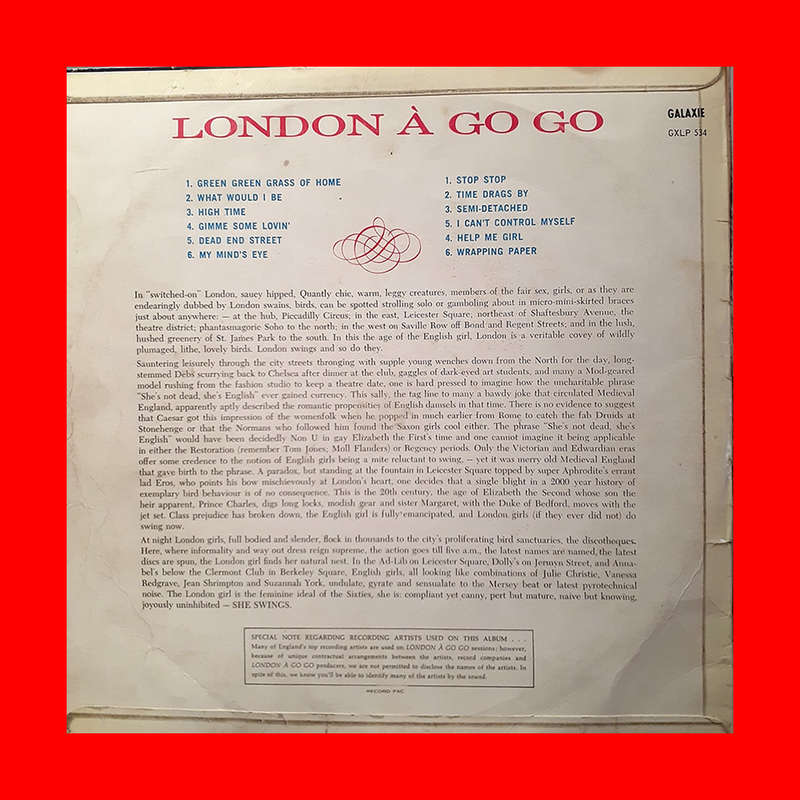 LONDON À GO GO
GALAXIE
GXLP 534
1. GREEN GREEN GRASS OF HOME
2. WHAT WOULD I BE
3. HIGH TIME
4. GIMME SOME LOVIN'
5. DEAD END STREET
6. MY MIND'S EYE
1. STOP STOP
2. TIME DRAGS BY
3. SEMI-DETACHED
5. I CAN'T CONTROL MYSELF
4. HELP ME GIRL
6. WRAPPING PAPER
In "switched-on" London, saucy hipped, Quantly chic, warm, leggy creatures, members of the fair sex, girls, or as they are
endearingly dubbed by London swains, birds, can be spotted strolling solo or gamboling about in micro-mini-skirted braces
just about anywhere: — at the hub, Piccadilly Circus; in the east, Leicester Square, northeast of Shaftesbury Avenue, the
theatre district; phantasmagoric Soho to the north; in the west on Saville Row off Bond and Regent Streets; and in the lush,
hushed greenery of St. James Park to the south. In this the age of the English girl, London is a veritable covey of wildly
plumaged, lithe, lovely birds. London swings and so do they.
Sauntering leisurely through the city streets thronging with supple young wenches down from the North for the day, long-
stemmed Debs scurrying back to Chelsea after dinner at the club, gaggles of dark-eyed art students, and many a Mod-geared
model rushing from the fashion studio to keep a theatre date, one is hard pressed to imagine how the uncharitable phrase
"She's not dead, she's English" ever gained currency. This sally, the tag line to many a bawdy joke that circulated Medieval
England, apparently aptly described the romantic propensities of English damsels in that time. There is no evidence to suggest
that Caesar got this impression of the womenfolk when he popped in much earlier from Rome to catch the fab Druids at
Stonehenge or that the Normans who followed him found the Saxon girls cool either. The phrase "She's not dead, she's
English" would have been decidedly Non U in gay Elizabeth the First's time and one cannot imagine it being applicable
in either the Restoration (remember Tom Jones, Moll Flanders) or Regency periods. Only the Victorian and Edwardian eras
offer some credence to the notion of English girls being a mite reluctant to swing, — yet it was merry old Medieval England
that gave birth to the phrase. A paradox, but standing at the fountain in Leicester Square topped by super Aphrodite's errant
lad Eros, who points his bow mischievously at London's heart, one decides that a single blight in a 2000 year history of
exemplary bird behaviour is of no consequence. This is the 20th century, the age of Elizabeth the Second whose son the
heir apparent, Prince Charles, digs long locks, modish gear and sister Margaret, with the Duke of Bedford, moves with the
jet set. Class prejudice has broken down, the English girl is fully emancipated, and London girls (if they ever did not) do
swing now.
At night London girls, full bodied and slender, flock in thousands to the city's proliferating bird sanctuaries, the discotheques.
Here, where informality and way out dress reign supreme, the action goes till five a.m., the latest names are named, the latest
discs are spun, the London girl finds her natural nest. In the Ad-Lib on Leicester Square, Dolly's on Jermyn Street, and Anna-
bel's below the Clermont Club in Berkeley Square, English girls, all looking like combinations of Julie Christie, Vanessa
Redgrave, Jean Shrimpton and Suzannah York, undulate, gyrate and sensualate to the Mersey beat or latest pyrotechnical
noise. The London girl is the feminine ideal of the Sixties, she is: compliant yet canny, pert but mature, naive but knowing,
joyously uninhibited — SHE SWINGS.
SPECIAL NOTE REGARDING RECORDING ARTISTS USED ON THIS ALBUM . . .
Many of England's top recording artists are used on LONDON À GO GO sessions; however,
because of unique contractual arrangements between the artists, record companies and
LONDON À GO GO producers, we are not permitted to disclose the names of the artists. In
spite of this, we know you'll be able to identify many of the artists by the sound.
RECORD PAC